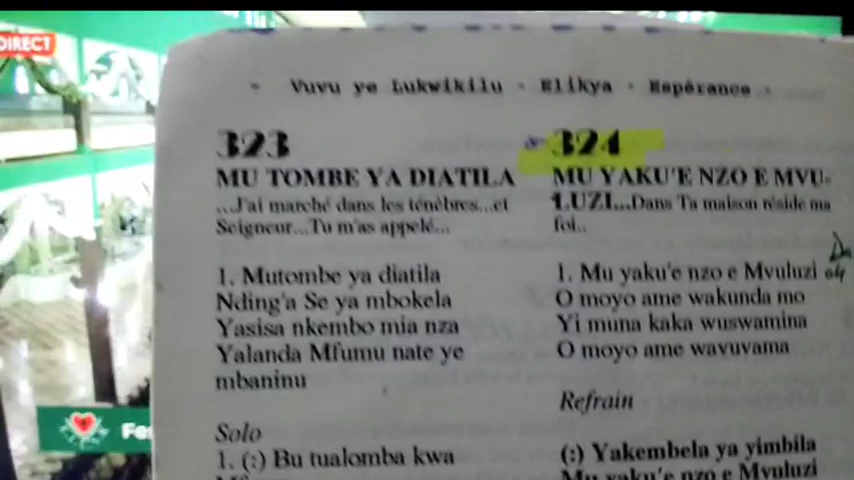 DIRECT
- Vuvu ye Lukwikilu - Elikya - Espérance -
323
MU TOMBE YA DIATILA
...J'ai marché dans les ténèbres...et
Seigneur...Tu m'as appelé...
1. Mutombe ya diatila
Nding'a Se ya mbokela
Yasisa nkembo mia nza
Yalanda Mfumu nate ye
mbaninu
Solo
1. (:) Bu tualomba kwa
324
MU YAKU'E NZO E MVU-
LUZI...Dans Ta maison réside ma
foi..
1. Mu yaku'e nzo e Mvuluzi
O moyo ame wakunda mo
Yi muna kaka wuswamina
O moyo ame wavuvama
Refrain
(:) Yakembela ya yimbila
Mu yaku'e nzo e Mvuluzi